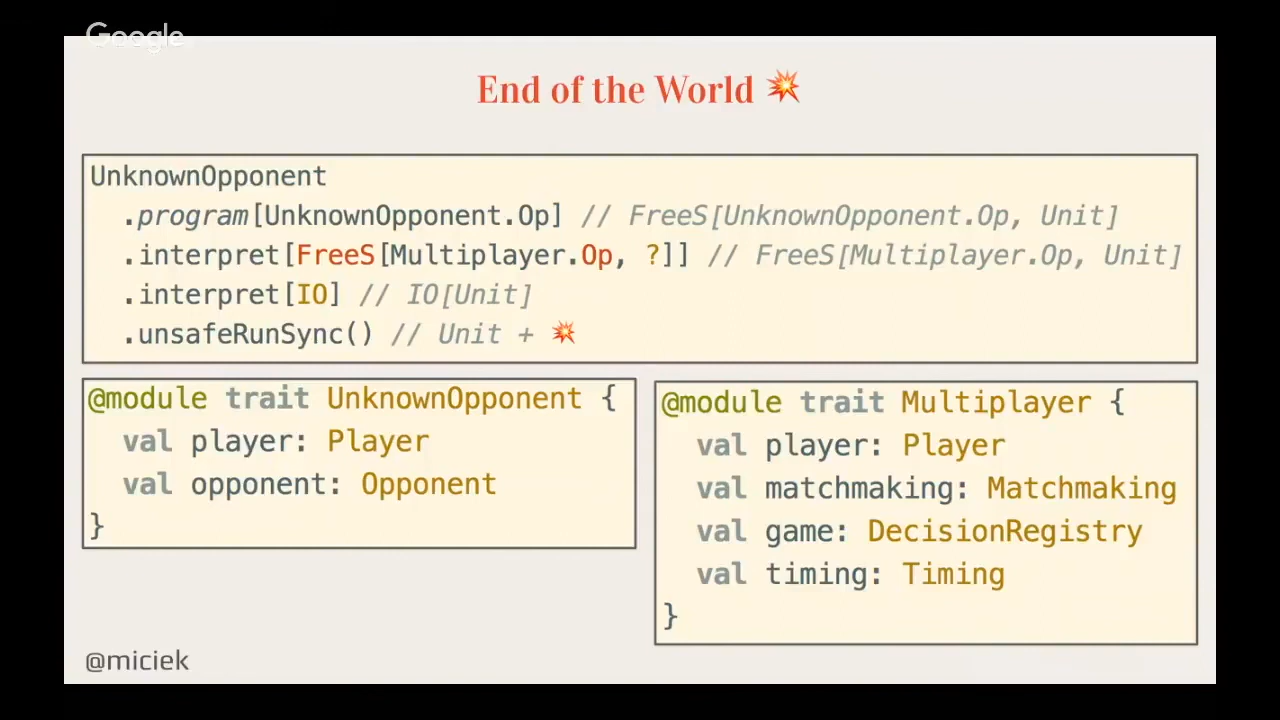 Google
End of the World 💥
UnknownOpponent
.program[UnknownOpponent.Op] // FreeS[UnknownOpponent.Op, Unit]
.interpret[FreeS[Multiplayer.Op, ?]] // FreeS[Multiplayer.Op, Unit]
.interpret[IO] // IO[Unit]
.unsafeRunSync() // Unit + 💥
@module trait UnknownOpponent {
val player: Player
val opponent: Opponent
}
@module trait Multiplayer {
val player: Player
val matchmaking: Matchmaking
val game: DecisionRegistry
val timing: Timing
}
@miciek